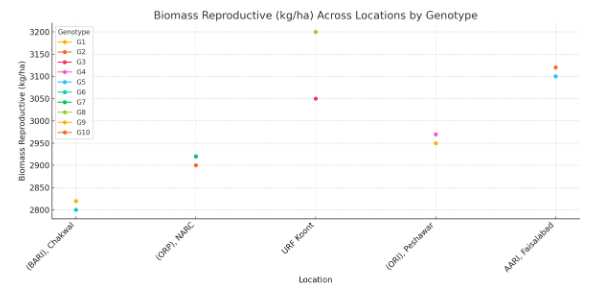 Biomass Reproductive (kg/ha) Across Locations by Genotype
Biomass Reproductive (kg/ha)
3200
3150
3100
3050
3000
2950
2900
2850
2800
Genotype
G1
G2
G3
G4
G5
G6
G7
G8
G9
G10
(BARI), Chakwal
(ORP), NARC
URF Koont
(ORI), Peshawar
AARI, Faisalabad
Location